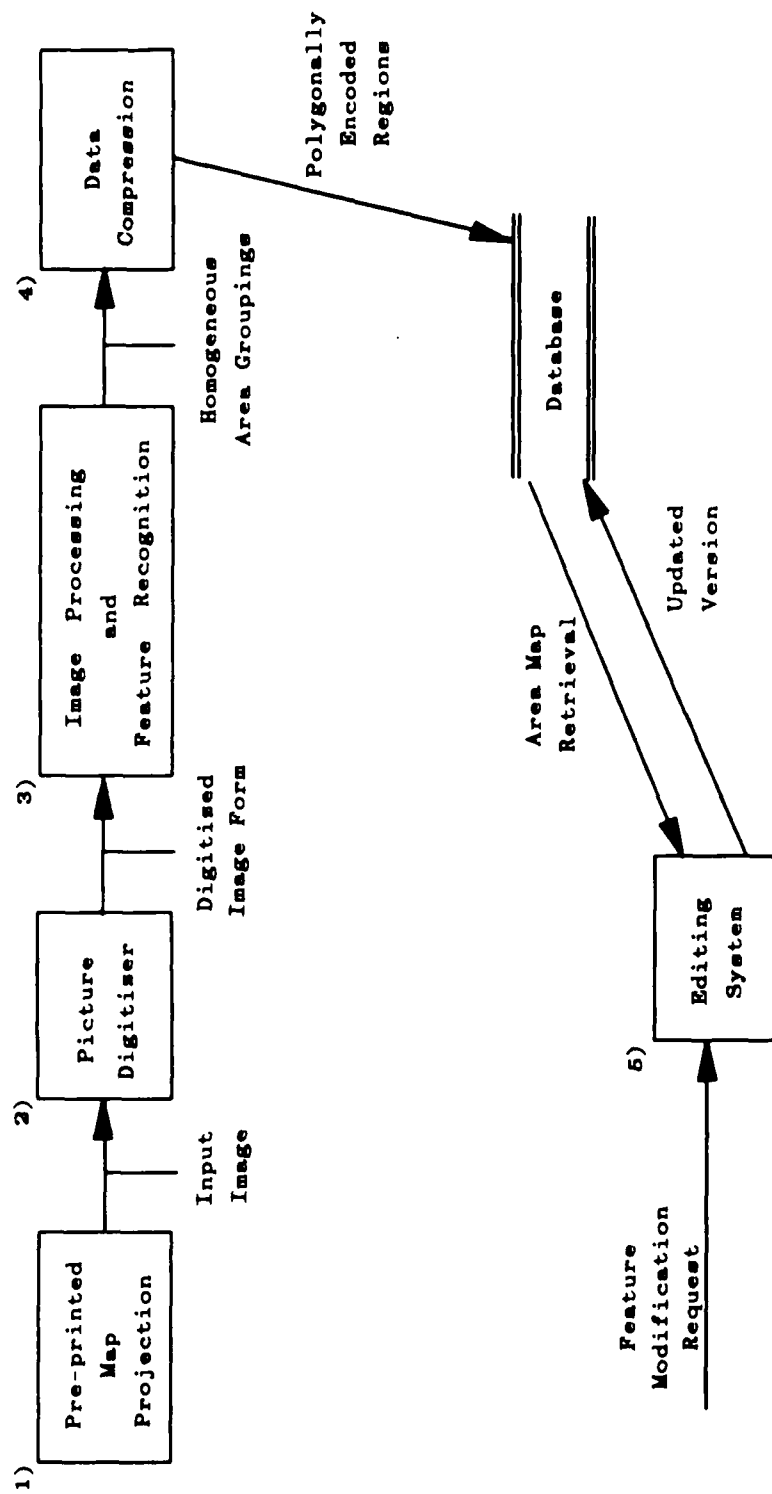 1)
Pre-printed
Map
Projection
Input
Image
2)
Picture
Digitiser
Digitised
Image Form
3)
Image Processing
and
Feature Recognition
Homogeneous
Area Groupings
4)
Data
Compression
Polygonally
Encoded
Regions
Database
Area Map
Retrieval
Updated
Version
5)
Editing
System
Feature
Modification
Request